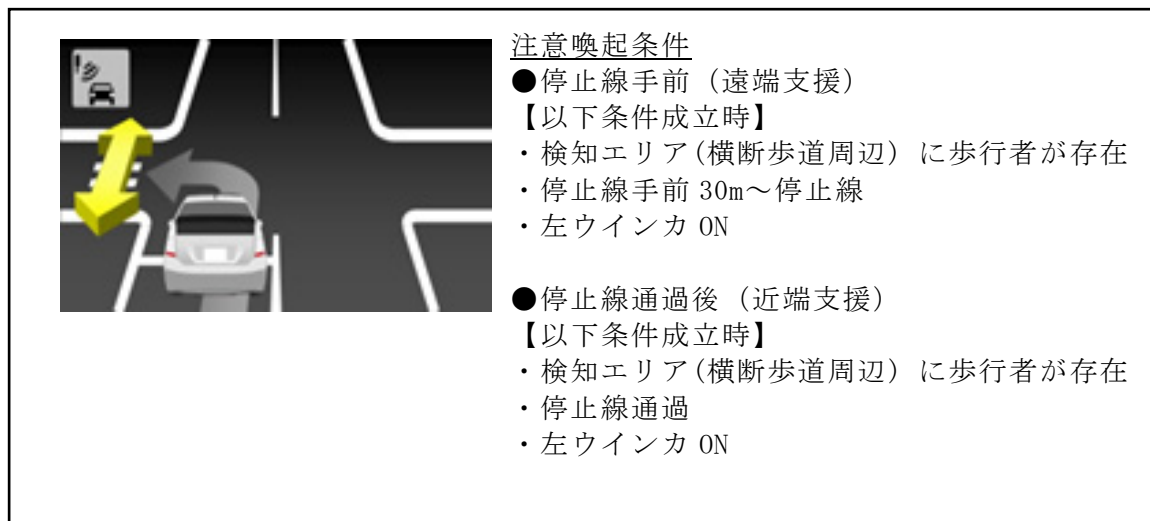 注意喚起条件
●停止線手前（遠端支援）
【以下条件成立時】
・検知エリア(横断歩道周辺）に歩行者が存在
・停止線手前 30m～停止線
・左ウインカ ON
●停止線通過後（近端支援）
【以下条件成立時】
・検知エリア(横断歩道周辺）に歩行者が存在
・停止線通過
・左ウインカ ON